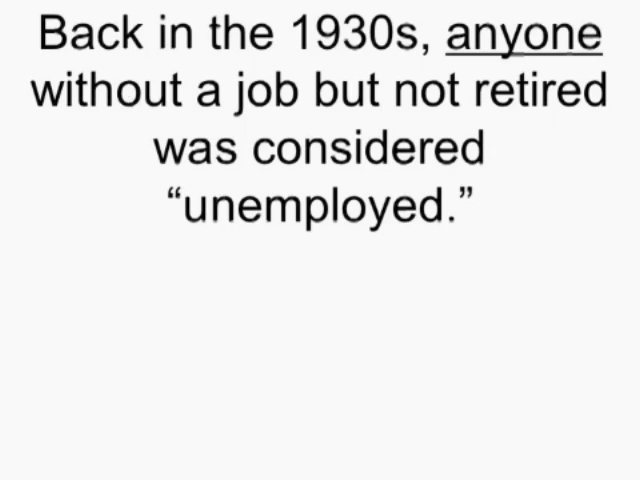 Back in the 1930s, anyone
without a job but not retired
was considered
“unemployed.”